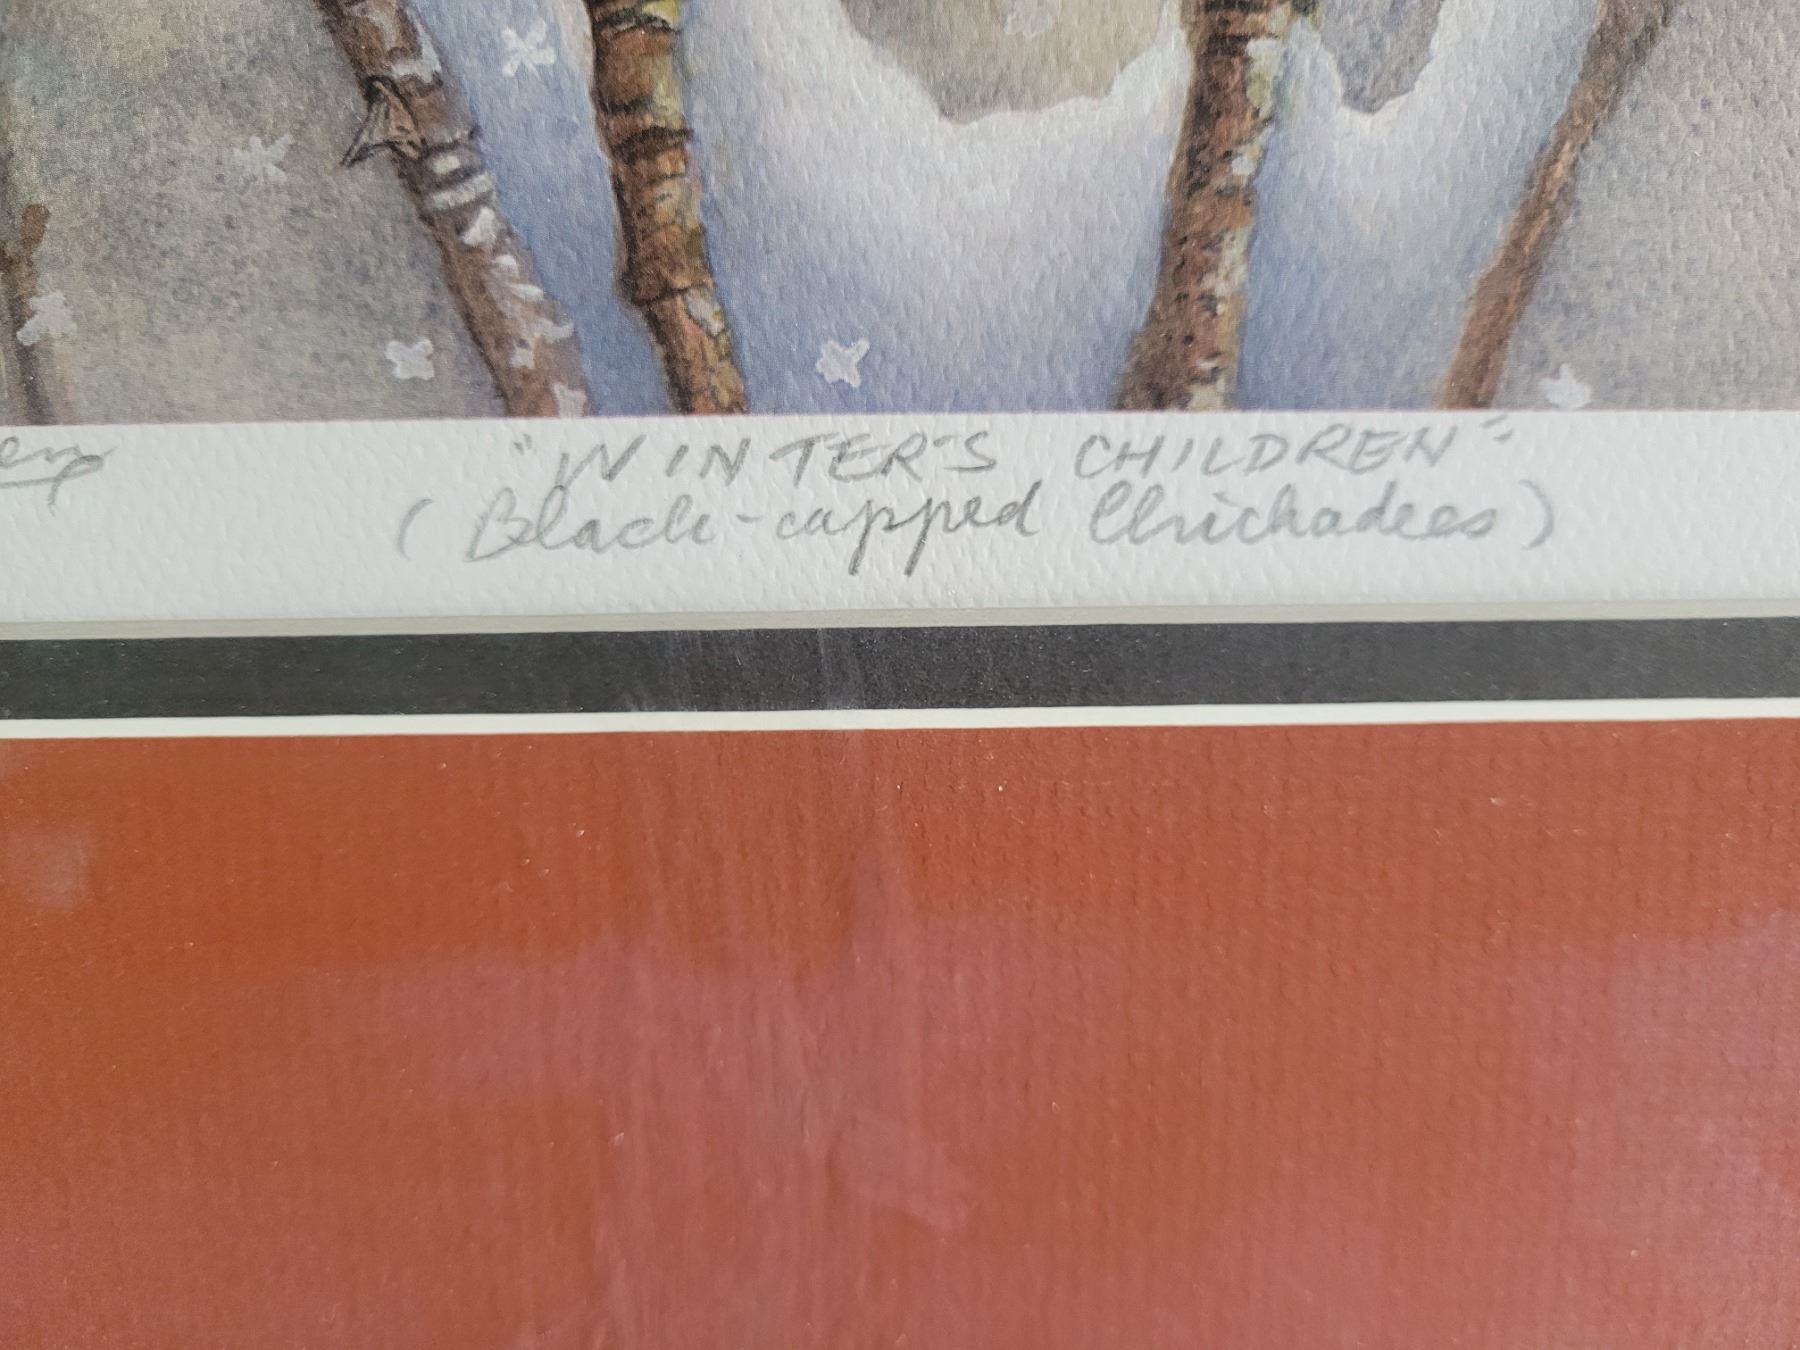 "WINTER'S CHILDREN"
(Black-capped Chickadees)